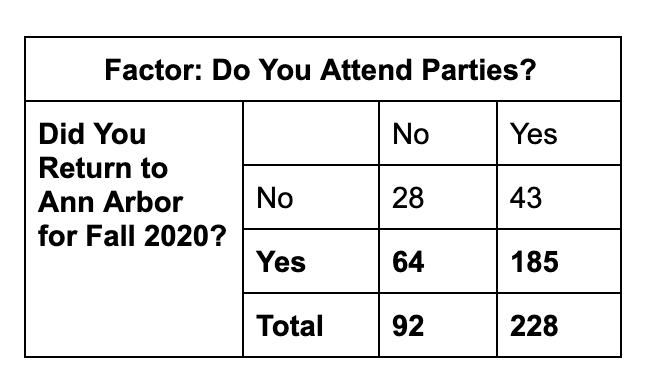 Factor: Do You Attend Parties?
Did You
Return to
Ann Arbor
for Fall 2020?
No Yes
No 28 43
Yes 64 185
Total 92 228